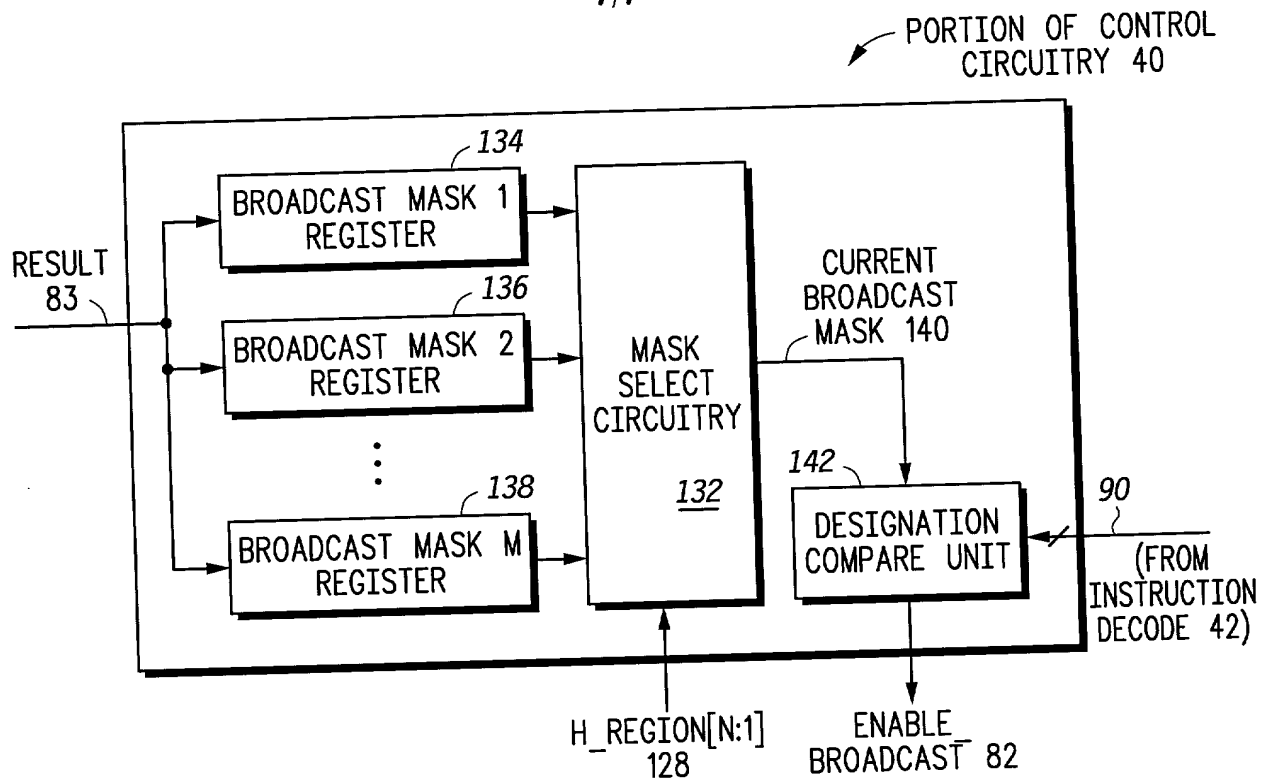 PORTION OF CONTROL
CIRCUITRY 40
134
BROADCAST MASK 1
REGISTER
RESULT
83
136
BROADCAST MASK 2
REGISTER
138
BROADCAST MASK M
REGISTER
MASK
SELECT
CIRCUITRY
132
CURRENT
BROADCAST
MASK 140
142
DESIGNATION
COMPARE UNIT
90
(FROM
INSTRUCTION
DECODE 42)
H_REGION[N:1]
128
ENABLE_
BROADCAST 82